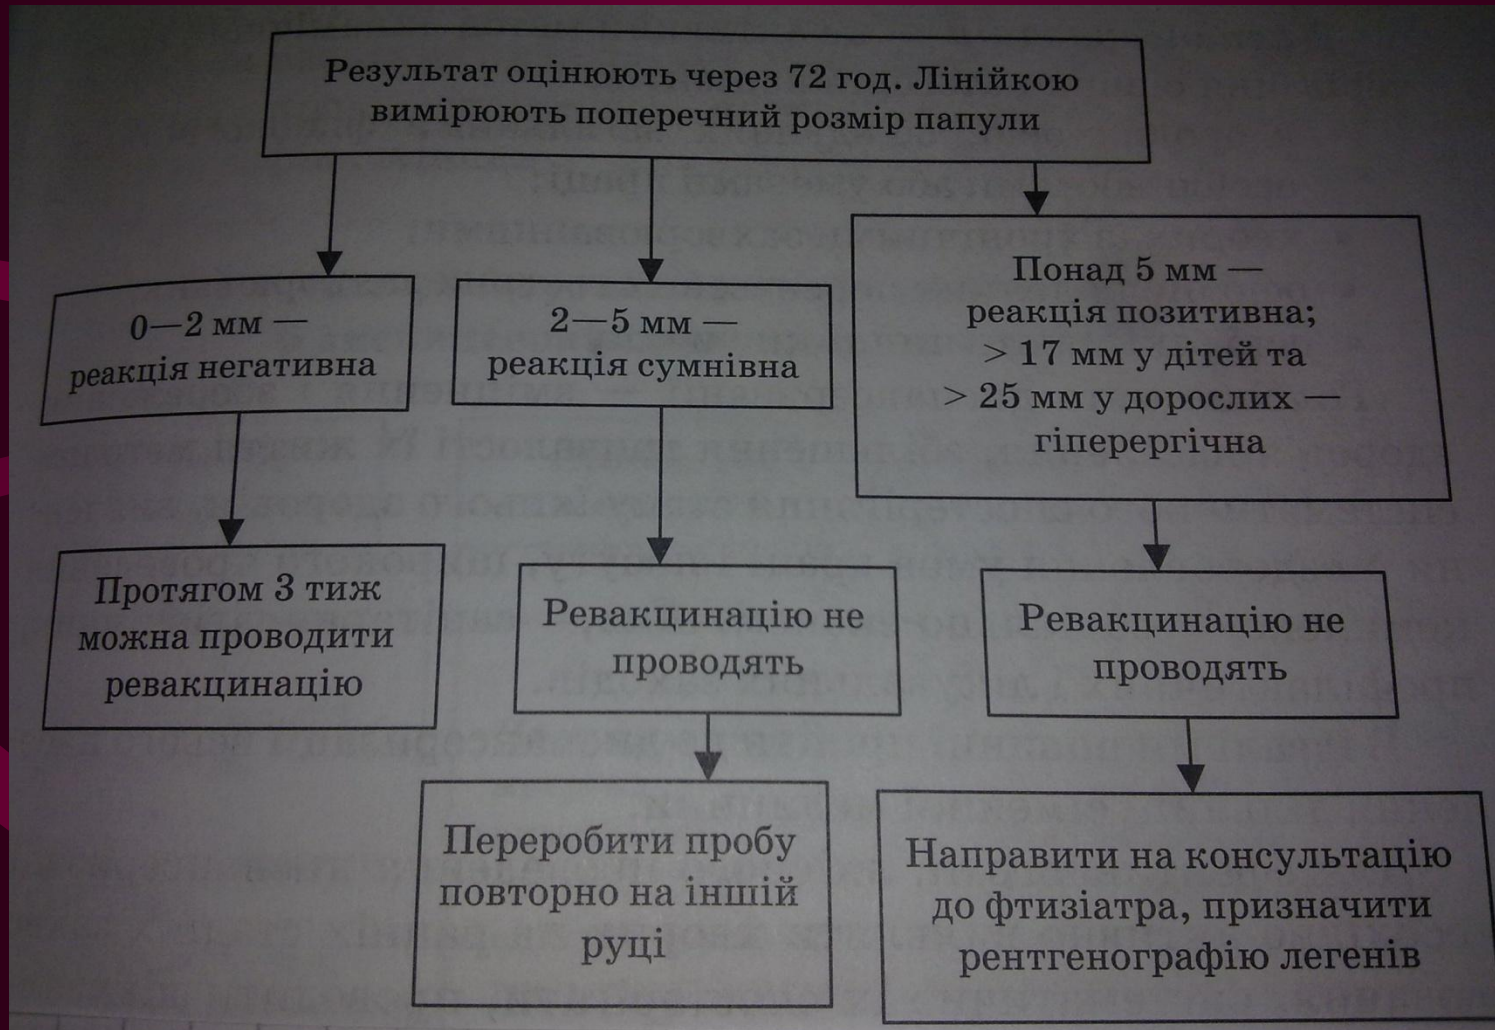 Результат оцінюють через 72 год. Лінійкою
вимірюють поперечний розмір папули
0—2 мм —
реакція негативна
2—5 мм —
реакція сумнівна
Понад 5 мм —
реакція позитивна;
> 17 мм у дітей та
> 25 мм у дорослих —
гіперергічна
Протягом 3 тиж
можна проводити
ревакцинацію
Ревакцинацію не
проводять
Ревакцинацію не
проводять
Переробити пробу
повторно на іншій
руці
Направити на консультацію
до фтизіатра, призначити
рентгенографію легенів